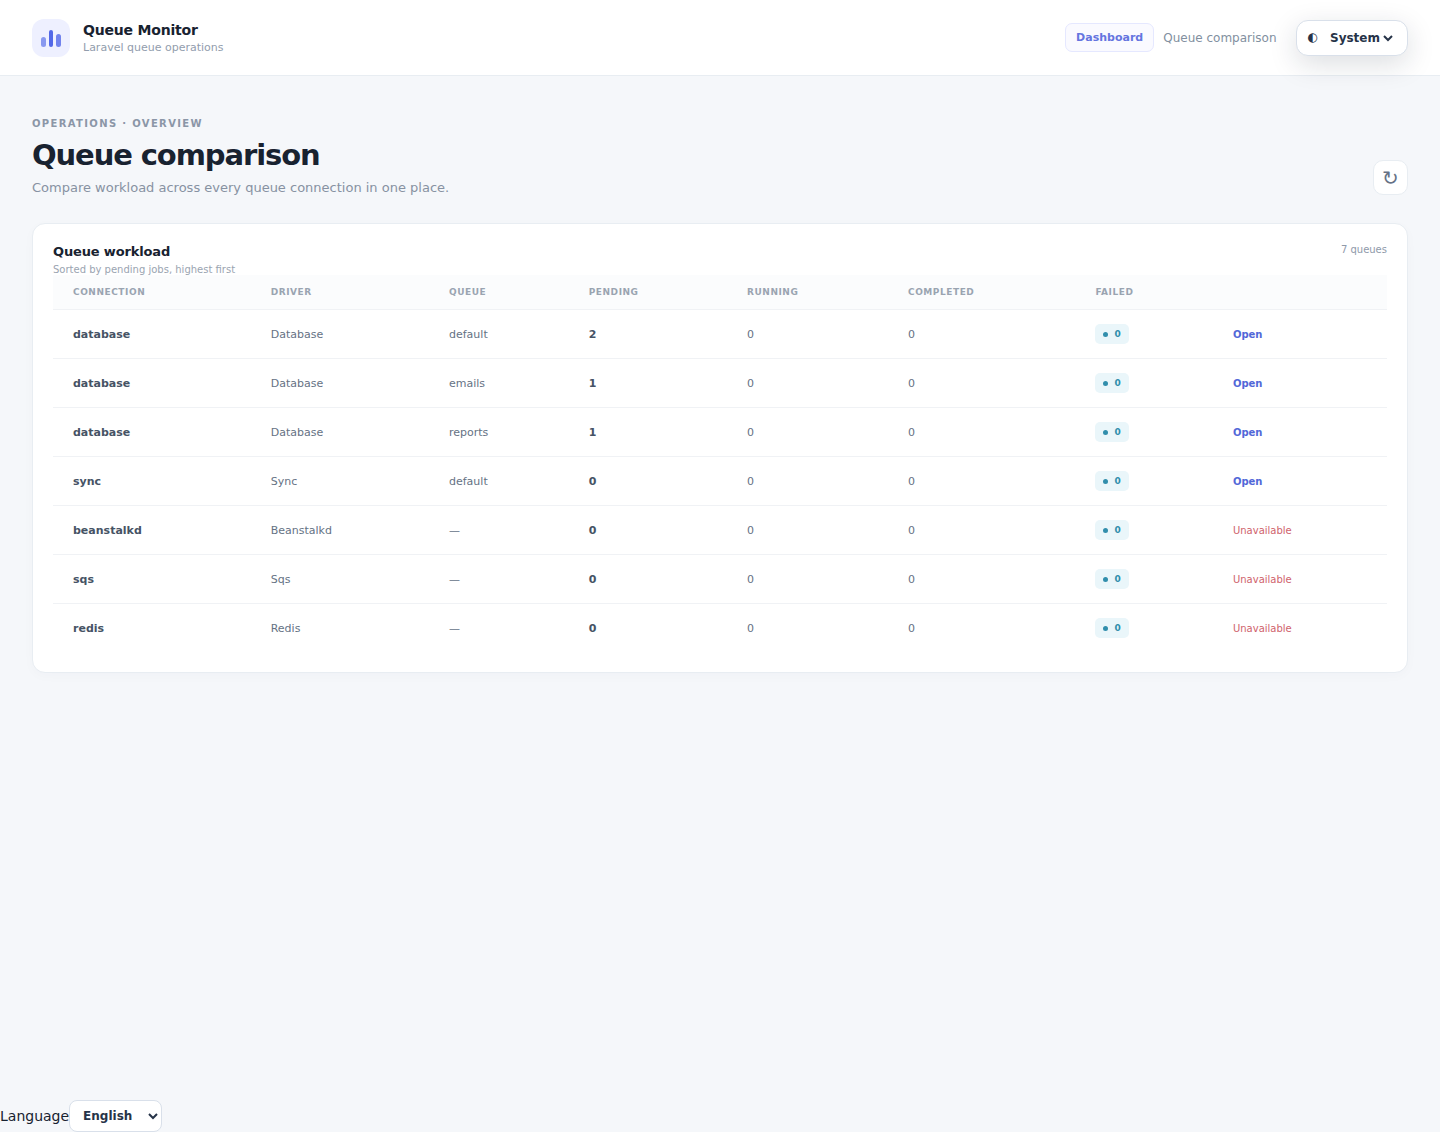 Queue Monitor
Laravel queue operations
Dashboard
Queue comparison
System
OPERATIONS · OVERVIEW
Queue comparison
Compare workload across every queue connection in one place.
Queue workload
7 queues
Sorted by pending jobs, highest first
CONNECTION DRIVER QUEUE PENDING RUNNING COMPLETED FAILED
database Database default 2 0 0 0 Open
database Database emails 1 0 0 0 Open
database Database reports 1 0 0 0 Open
sync Sync default 0 0 0 0 Open
beanstalkd Beanstalkd — 0 0 0 0 Unavailable
sqs Sqs — 0 0 0 0 Unavailable
redis Redis — 0 0 0 0 Unavailable
Language English